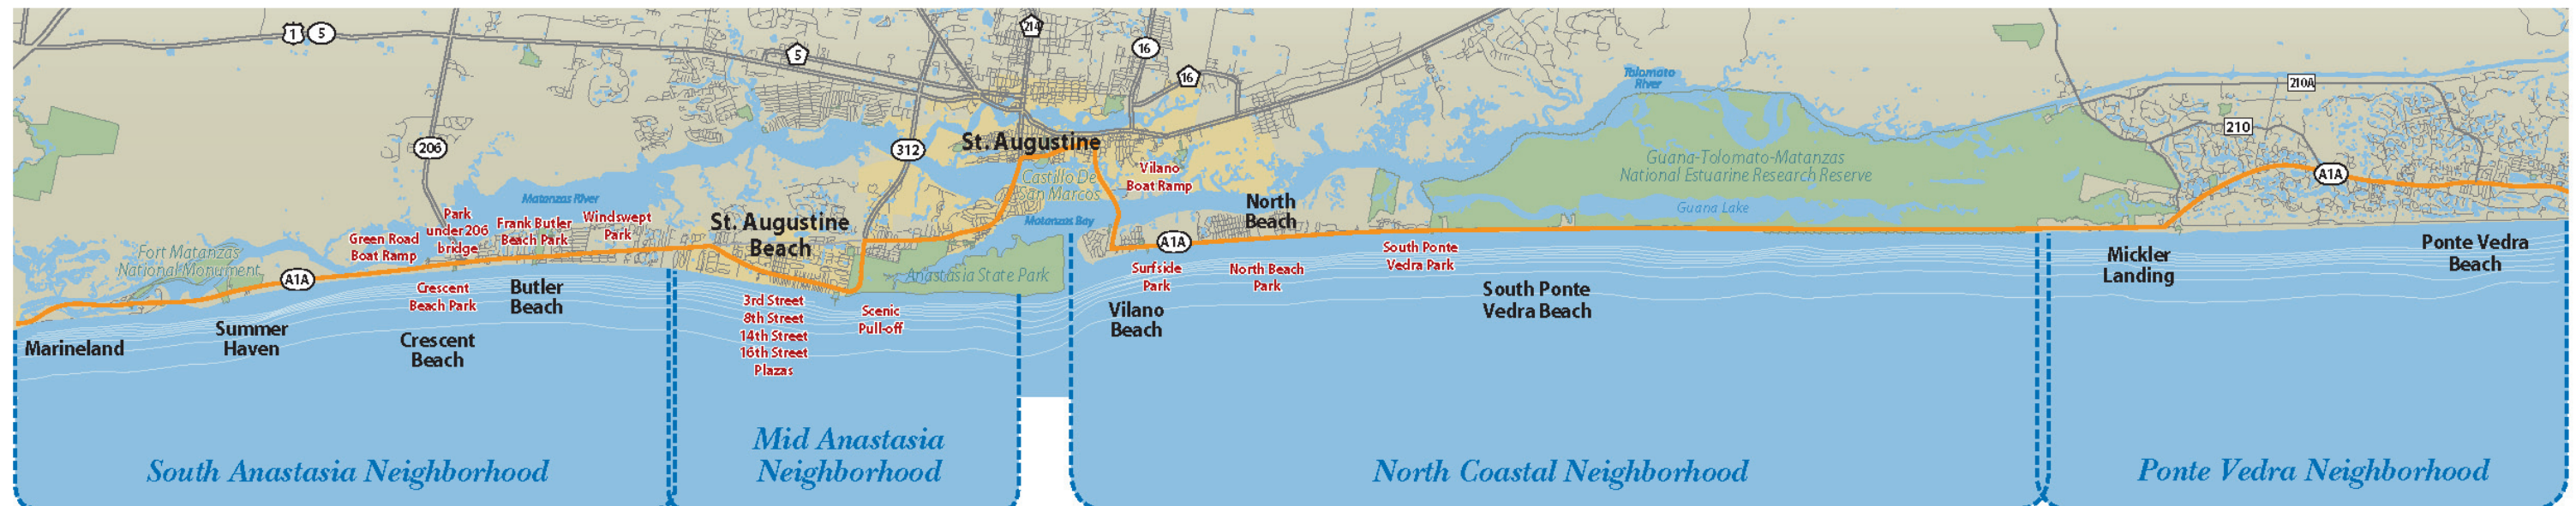 1
5
5
214
16
16
210A
210
206
312
A1A
A1A
A1A
Tolomato
River
St. Augustine
Castillo De
San Marcos
Matanzas Bay
Vilano
Boat Ramp
North
Beach
Guana-Tolomato-Matanzas
National Estuarine Research Reserve
Guana Lake
Matanzas River
Fort Matanzas
National Monument
Green Road
Boat Ramp
Park
under 206
bridge
Frank Butler
Beach Park
Windswept
Park
St. Augustine
Beach
Anastasia State Park
Marineland
Summer
Haven
Crescent
Beach Park
Crescent
Beach
Butler
Beach
3rd Street
8th Street
14th Street
16th Street
Plazas
Scenic
Pull-off
Surfside
Park
Vilano
Beach
North Beach
Park
South Ponte
Vedra Park
South Ponte
Vedra Beach
Mickler
Landing
Ponte Vedra
Beach
South Anastasia Neighborhood
Mid Anastasia
Neighborhood
North Coastal Neighborhood
Ponte Vedra Neighborhood